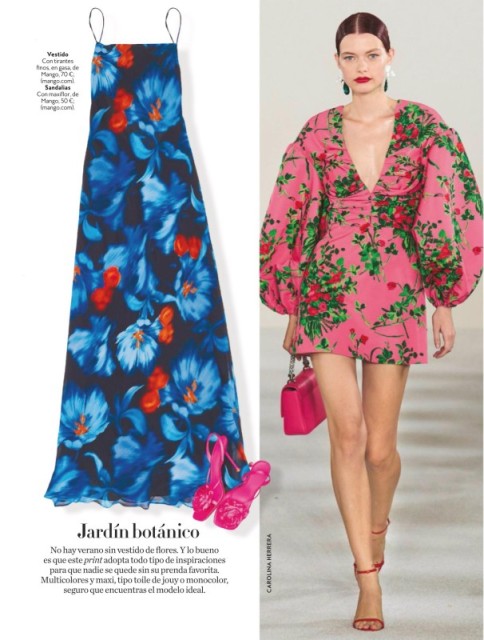 Vestido
Con tirantes
finos, en gasa, de
Mango, 70 €,
(mango.com)
Sandalias
Con maxiflor, de
Mango, 50 €,
(mango.com)
Jardín botánico
No hay verano sin vestido de flores. Y lo bueno
es que este print adopta todo tipo de inspiraciones
para que nadie se quede sin su prenda favorita.
Multicolores y maxi, tipo toile de jouy o monocolor,
seguro que encuentras el modelo ideal.
CAROLINA HERRERA